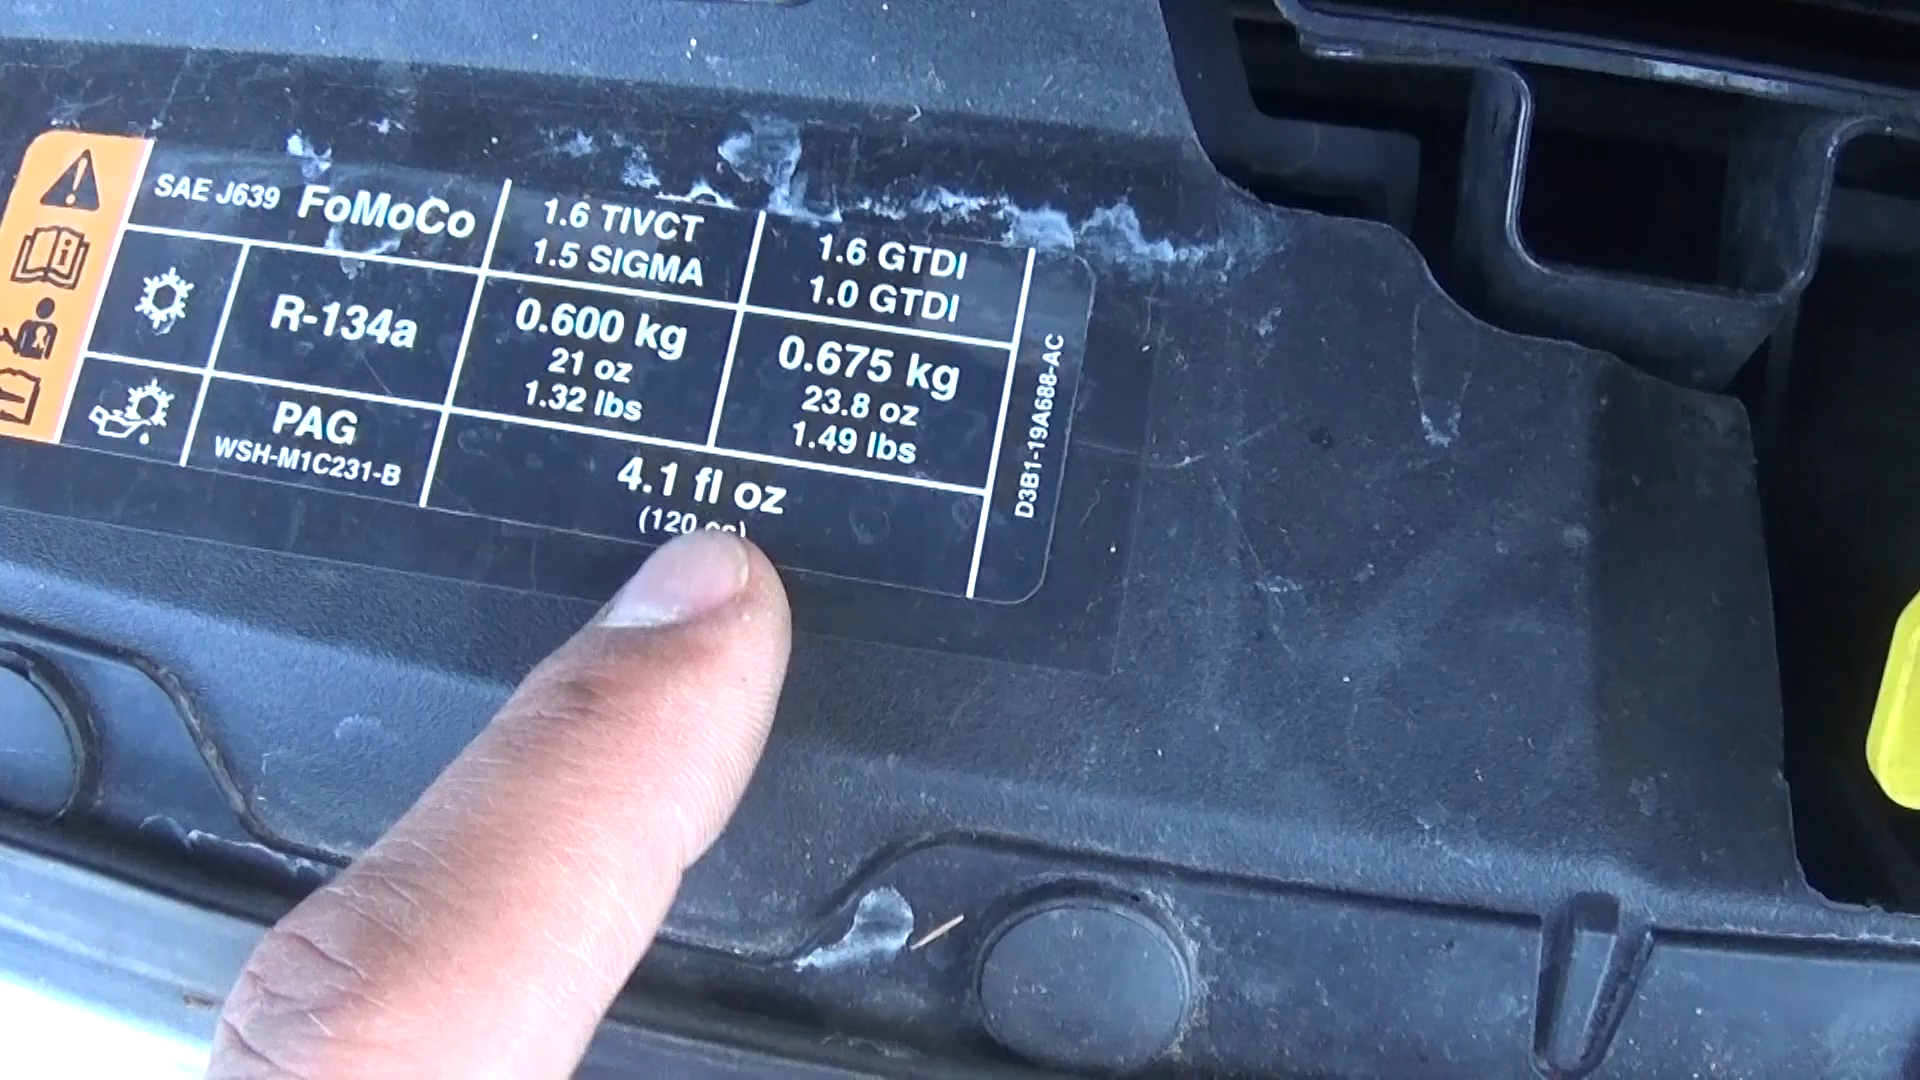 SAE J639 FoMoCo
1.6 TIVCT
1.5 SIGMA
1.6 GTDI
1.0 GTDI
R-134a
0.600 kg
21 oz
1.32 lbs
0.675 kg
23.8 oz
1.49 lbs
PAG
WSH-M1C231-B
4.1 fl oz
(120
D3B1-19A688-AC